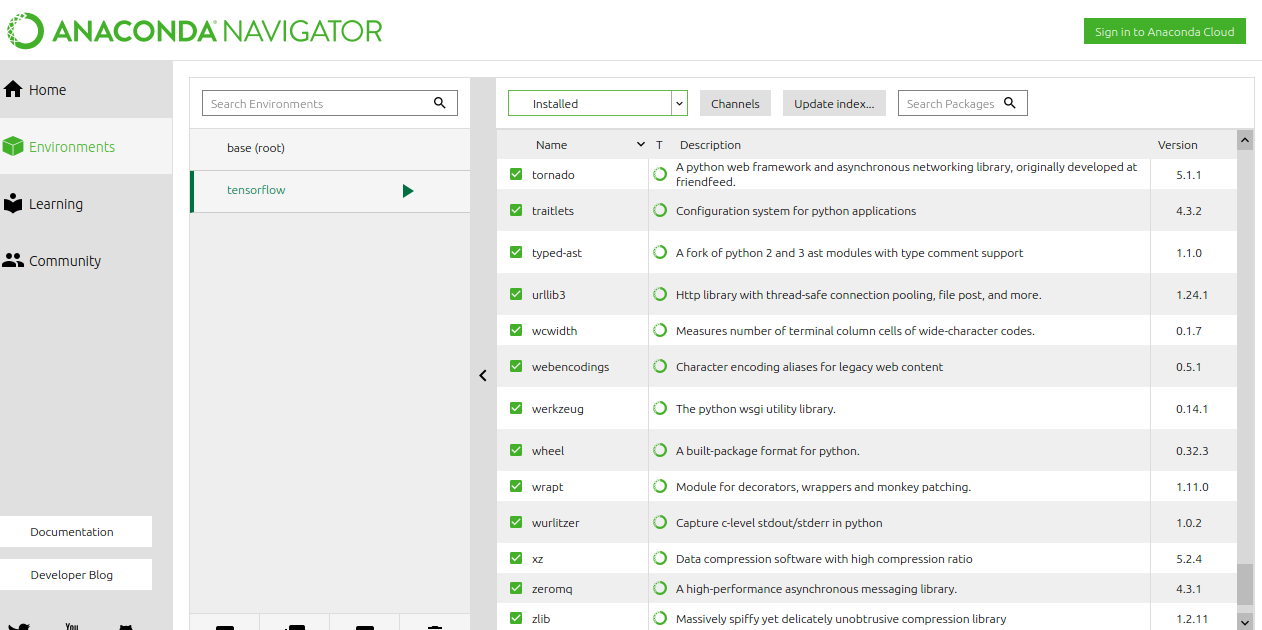 ANACONDA NAVIGATOR
Sign in to Anaconda Cloud
Home
Environments
Learning
Community
Documentation
Developer Blog
You
Search Environments
base (root)
tensorflow
Installed
Channels
Update index...
Search Packages
Name T Description Version
tornado A python web framework and asynchronous networking library, originally developed at
friendfeed. 5.1.1
traitlets Configuration system for python applications 4.3.2
typed-ast A fork of python 2 and 3 ast modules with type comment support 1.1.0
urllib3 Http library with thread-safe connection pooling, file post, and more. 1.24.1
wcwidth Measures number of terminal column cells of wide-character codes. 0.1.7
webencodings Character encoding aliases for legacy web content 0.5.1
werkzeug The python wsgi utility library. 0.14.1
wheel A built-package format for python. 0.32.3
wrapt Module for decorators, wrappers and monkey patching. 1.11.0
wurlitzer Capture c-level stdout/stderr in python 1.0.2
xz Data compression software with high compression ratio 5.2.4
zeromq A high-performance asynchronous messaging library. 4.3.1
zlib Massively spiffy yet delicately unobtrusive compression library 1.2.11